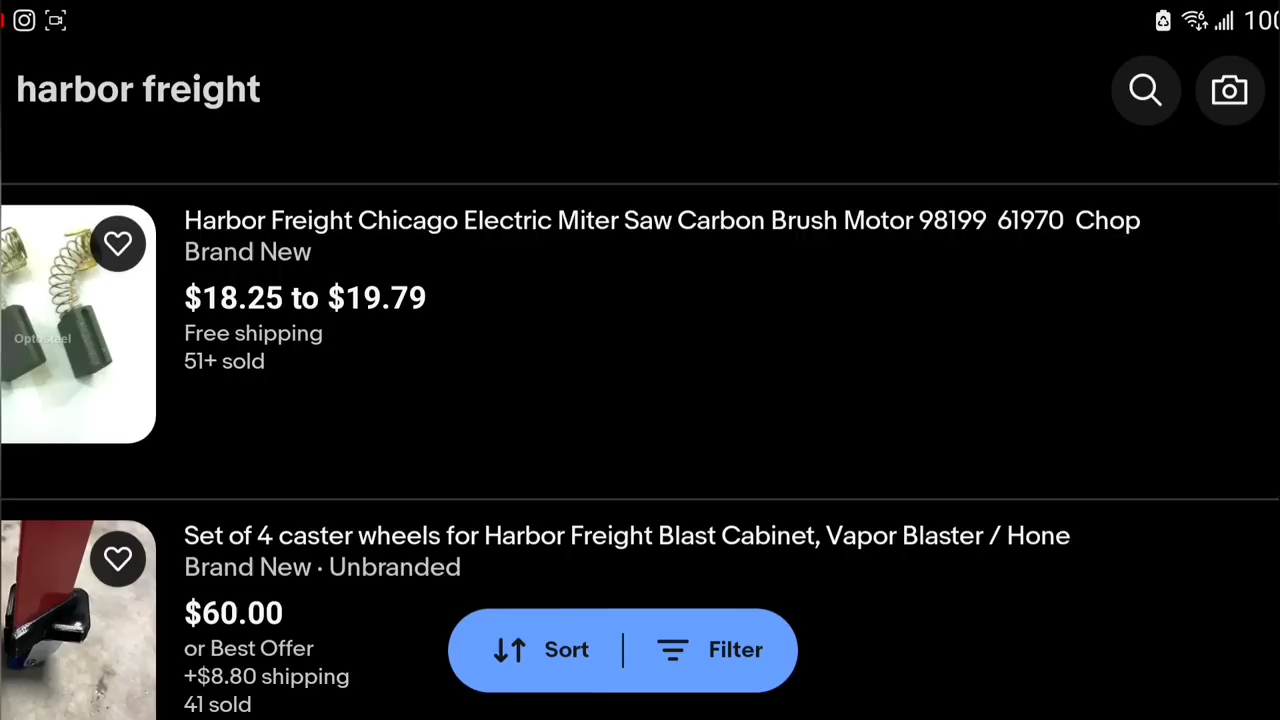 100
harbor freight
Harbor Freight Chicago Electric Miter Saw Carbon Brush Motor 98199 61970 Chop
Brand New
$18.25 to $19.79
Free shipping
51+ sold
Optosteel
Set of 4 caster wheels for Harbor Freight Blast Cabinet, Vapor Blaster / Hone
Brand New · Unbranded
$60.00
or Best Offer
+$8.80 shipping
41 sold
Sort
Filter